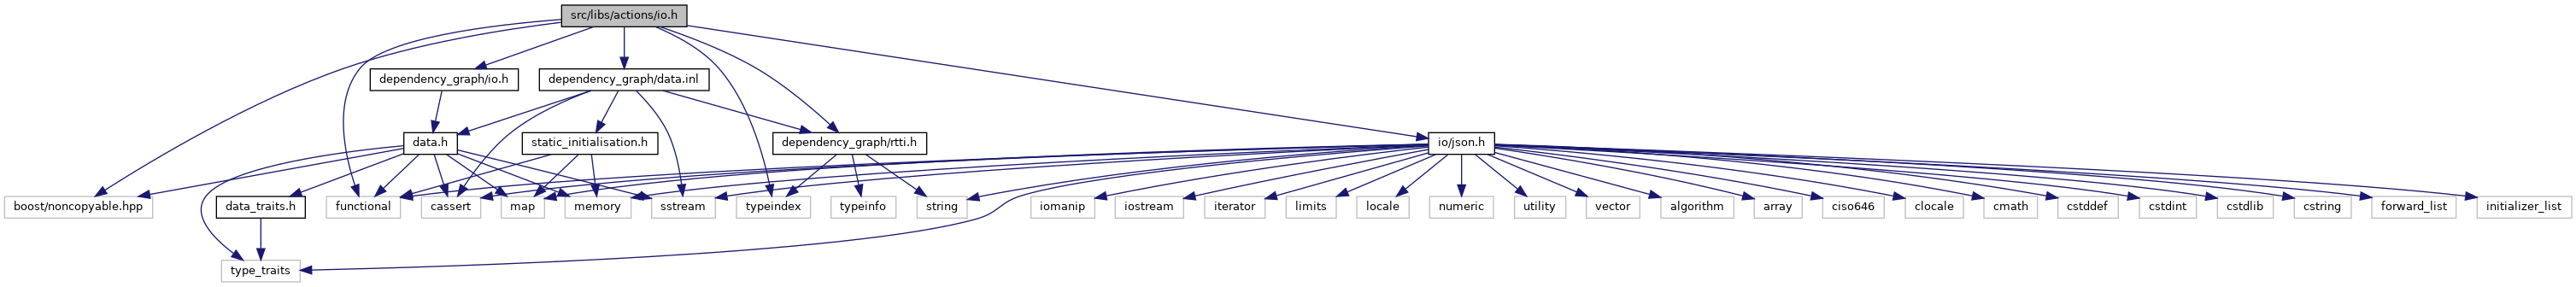 src/libs/actions/io.h
dependency_graph/io.h
dependency_graph/data.inl
data.h
static_initialisation.h
dependency_graph/rtti.h
io/json.h
boost/noncopyable.hpp
data_traits.h
functional
cassert
map
memory
sstream
typeindex
typeinfo
string
iomanip
iostream
iterator
limits
locale
numeric
utility
vector
algorithm
array
ciso646
clocale
cmath
cstddef
cstdint
cstdlib
cstring
forward_list
initializer_list
type_traits